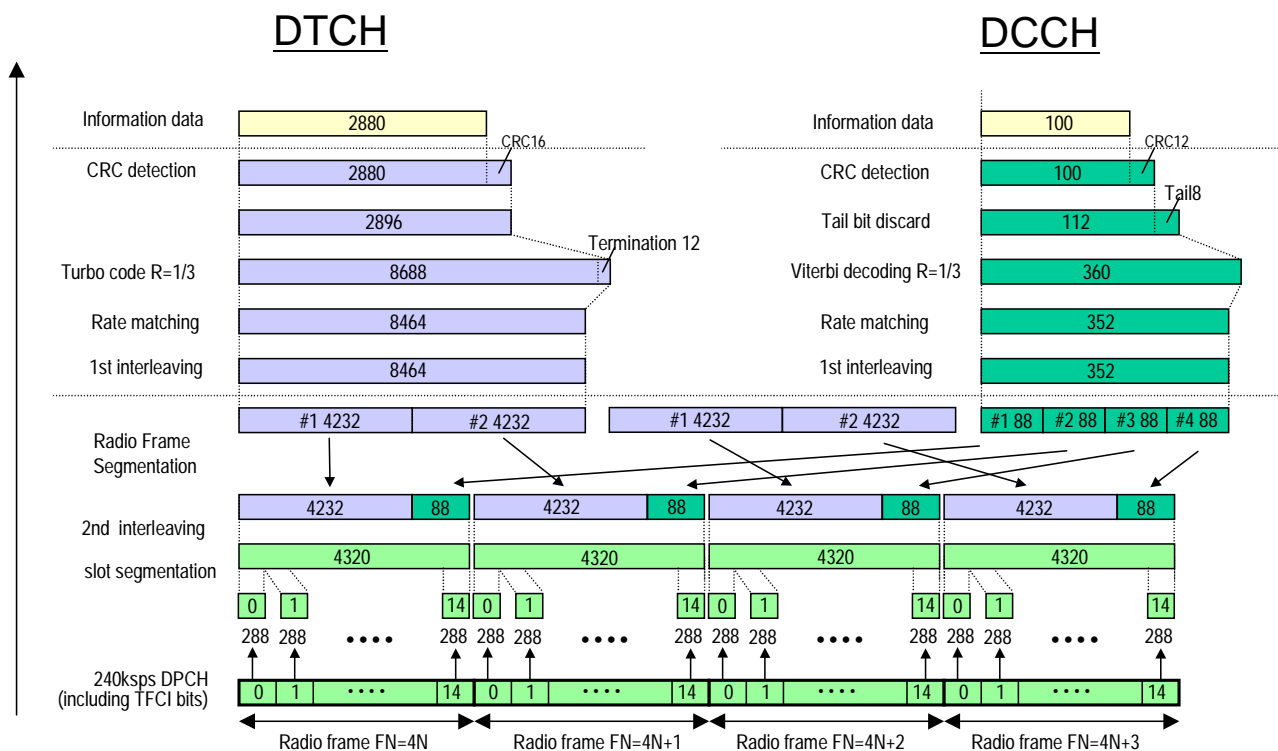 DTCH DCCH
Information data 2880 Information data 100
CRC16 CRC12
CRC detection 2880 CRC detection 100
Tail8
2896 Tail bit discard 112
Termination 12
Turbo code R=1/3 8688 Viterbi decoding R=1/3 360
Rate matching 8464 Rate matching 352
1st interleaving 8464 1st interleaving 352
#1 4232 #2 4232 #1 4232 #2 4232 #1 88 #2 88 #3 88 #4 88
Radio Frame
Segmentation
4232 88 4232 88 4232 88 4232 88
2nd interleaving
4320 4320 4320 4320
slot segmentation
0 1 14 0 1 14 0 1 14 0 1 14
288 288 •••• 288 288 288 •••• 288 288 288 •••• 288 288 288 •••• 288
240ksps DPCH
(including TFCI bits)
0 1 •••• 14 0 1 •••• 14 0 1 •••• 14 0 1 •••• 14
Radio frame FN=4N Radio frame FN=4N+1 Radio frame FN=4N+2 Radio frame FN=4N+3